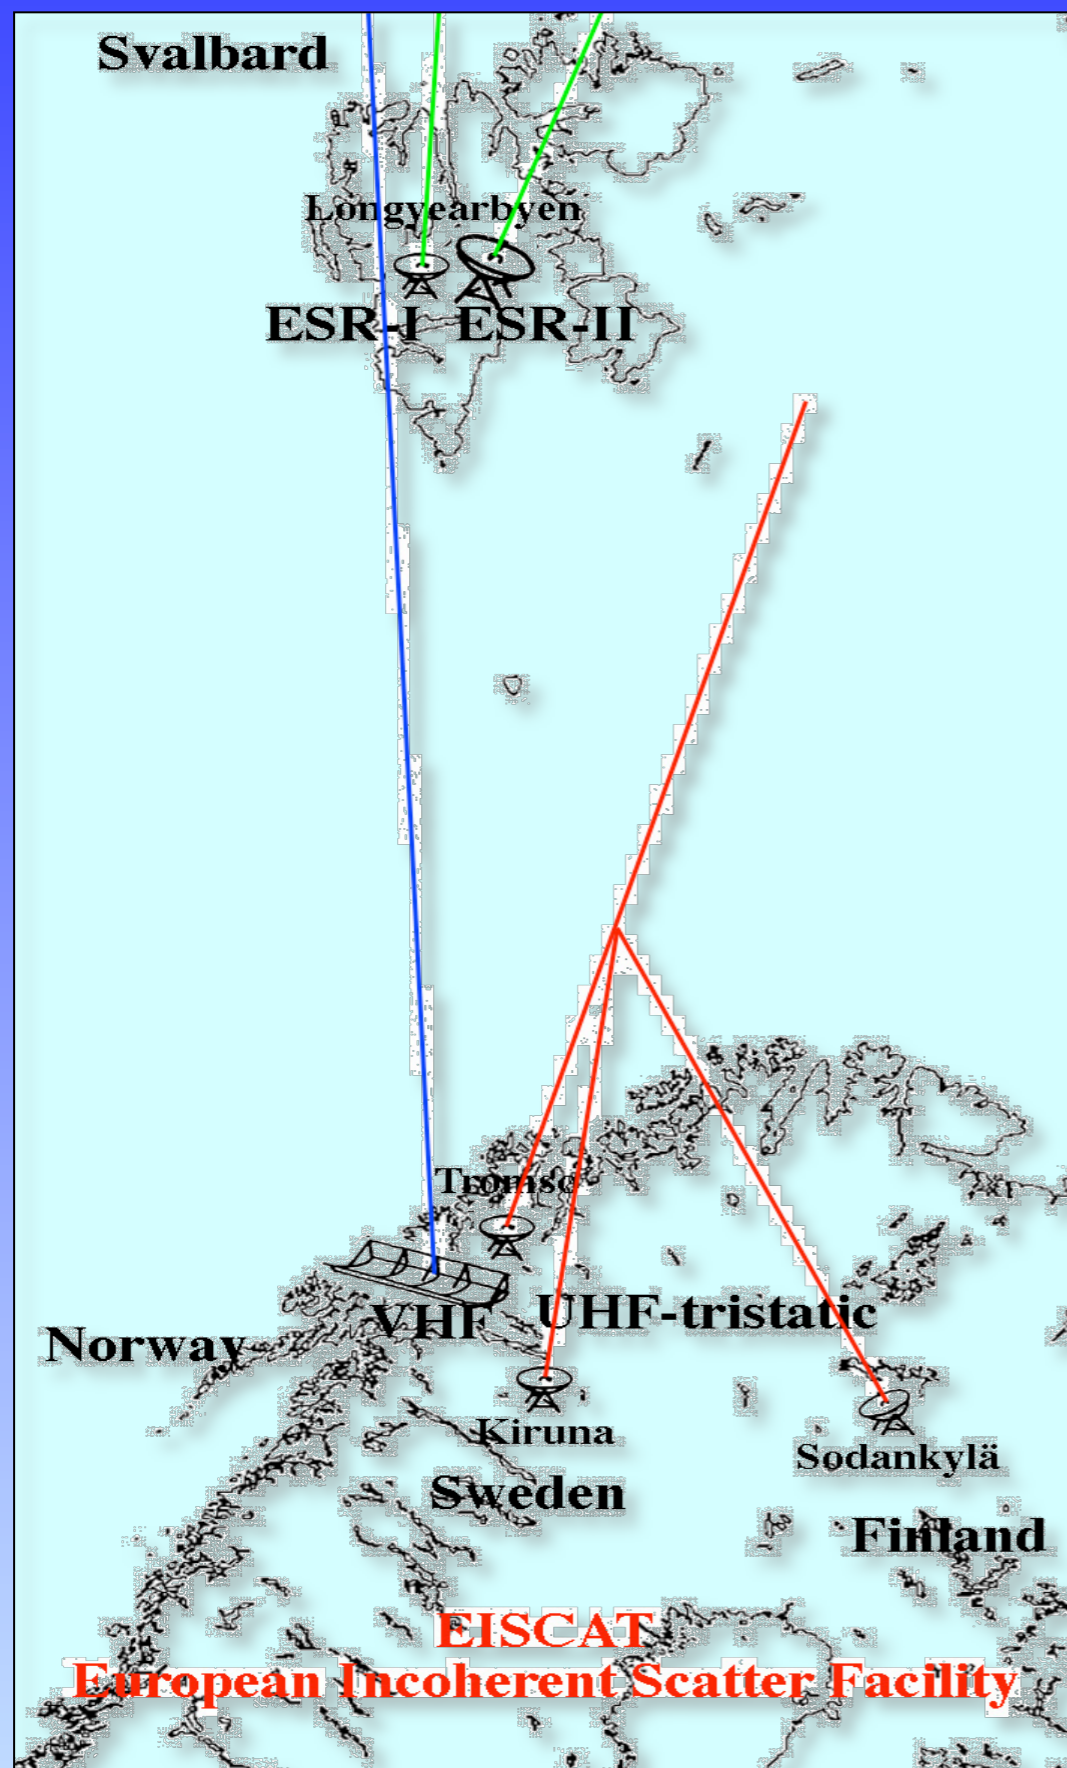 Svalbard
Longyearbyen
ESR-I ESR-II
Tromsø
VHF
UHF-tristatic
Norway
Kiruna
Sodankylä
Sweden
Finland
EISCAT
European Incoherent Scatter Facility